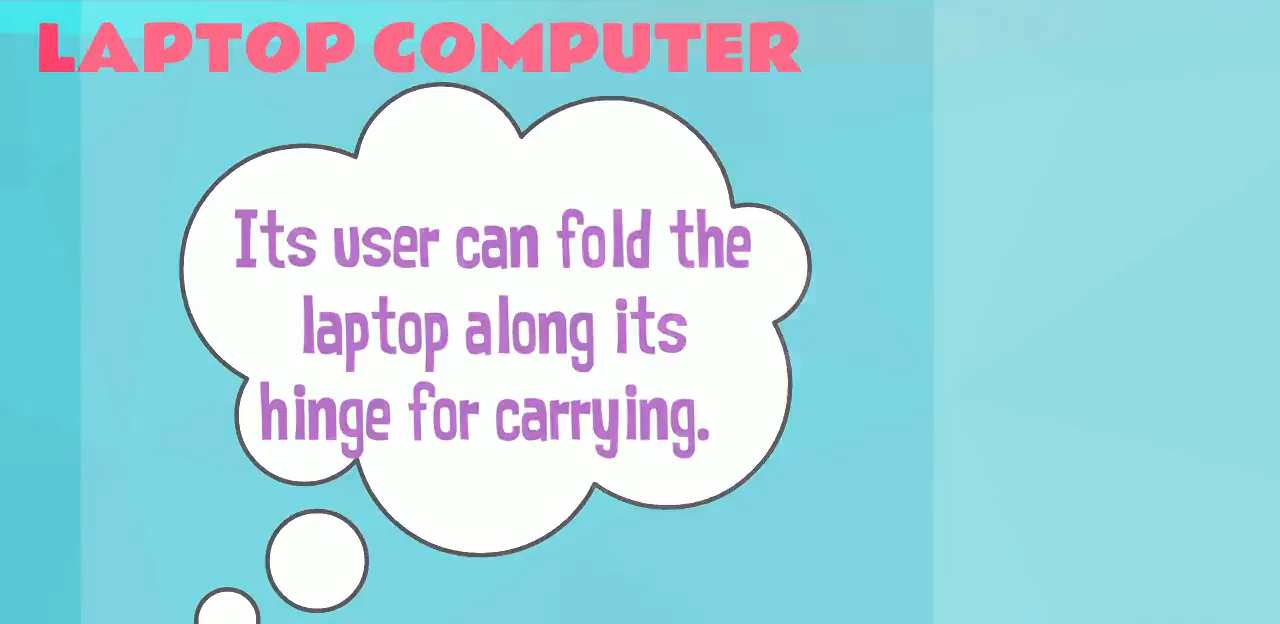 LAPTOP COMPUTER
Its user can fold the
laptop along its
hinge for carrying.